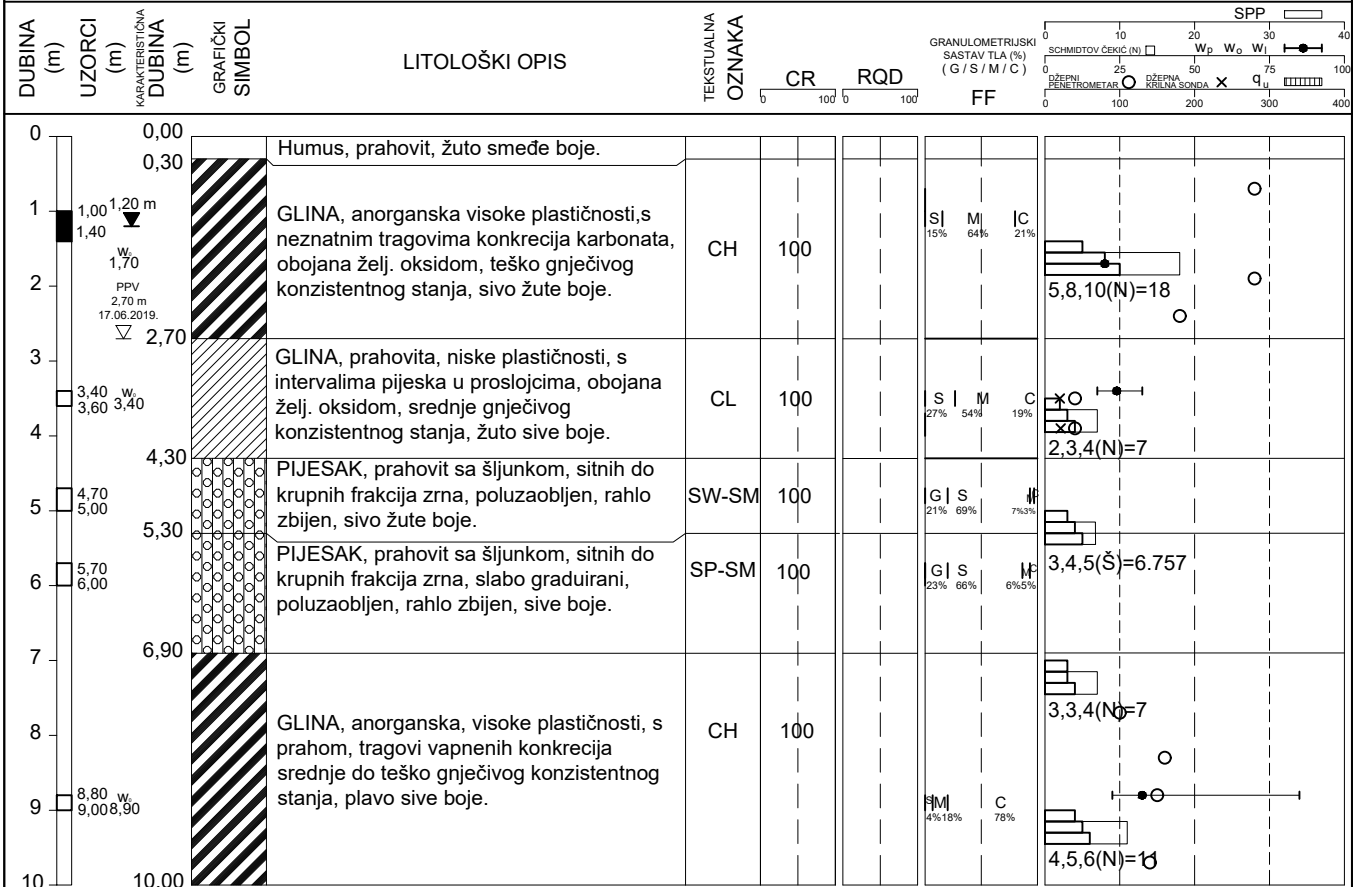 DUBINA
(m)
UZORCI
(m)
KARAKTERISTIČNA
DUBINA
(m)
GRAFIČKI
SIMBOL
LITOLOŠKI OPIS
TEKSTUALNA
OZNAKA
CR
0
100
RQD
0
100
GRANULOMETRIJSKI
SASTAV TLA (%)
( G / S / M / C )
FF
SPP
0 10 20 30 40
SCHMIDTOV ČEKIĆ (N)
Wp Wo Wl
0 25 50 75 100
DŽEPNI
PENETROMETAR
DŽEPNA
KRILNA SONDA
qu
0 100 200 300 400
0
1
2
3
4
5
6
7
8
9
10
1,00
1,40
1,20 m
W₀
1,70
PPV
2,70 m
17.06.2019.
3,40
3,60
W₀
3,40
4,70
5,00
5,70
6,00
8,80
9,00
W₀
8,90
0,00
0,30
2,70
4,30
5,30
6,90
10,00
Humus, prahovit, žuto smeđe boje.
GLINA, anorganska visoke plastičnosti,s
neznatnim tragovima konkrecija karbonata,
obojana želj. oksidom, teško gnječivog
konzistentnog stanja, sivo žute boje.
CH
100
S M C
15% 64% 21%
5,8,10(N)=18
GLINA, prahovita, niske plastičnosti, s
intervalima pijeska u proslojcima, obojana
želj. oksidom, srednje gnječivog
konzistentnog stanja, žuto sive boje.
CL
100
S M C
27% 54% 19%
2,3,4(N)=7
PIJESAK, prahovit sa šljunkom, sitnih do
krupnih frakcija zrna, poluzaobljen, rahlo
zbijen, sivo žute boje.
SW-SM
100
G S M C
21% 69% 7%3%
3,4,5(Š)=6.757
PIJESAK, prahovit sa šljunkom, sitnih do
krupnih frakcija zrna, slabo graduirani,
poluzaobljen, rahlo zbijen, sive boje.
SP-SM
100
G S M C
23% 66% 6%5%
3,3,4(N)=7
GLINA, anorganska, visoke plastičnosti, s
prahom, tragovi vapnenih konkrecija
srednje do teško gnječivog konzistentnog
stanja, plavo sive boje.
CH
100
S M C
4%18% 78%
4,5,6(N)=11